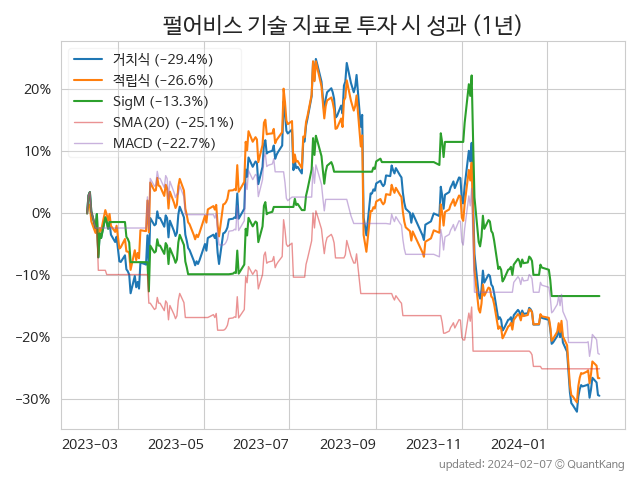 펄어비스 기술 지표로 투자 시 성과 (1년)
거치식 (−29.4%)
적립식 (−26.6%)
SigM (−13.3%)
SMA(20) (−25.1%)
MACD (−22.7%)
20%
10%
0%
−10%
−20%
−30%
2023-03 2023-05 2023-07 2023-09 2023-11 2024-01
updated: 2024-02-07 © QuantKang